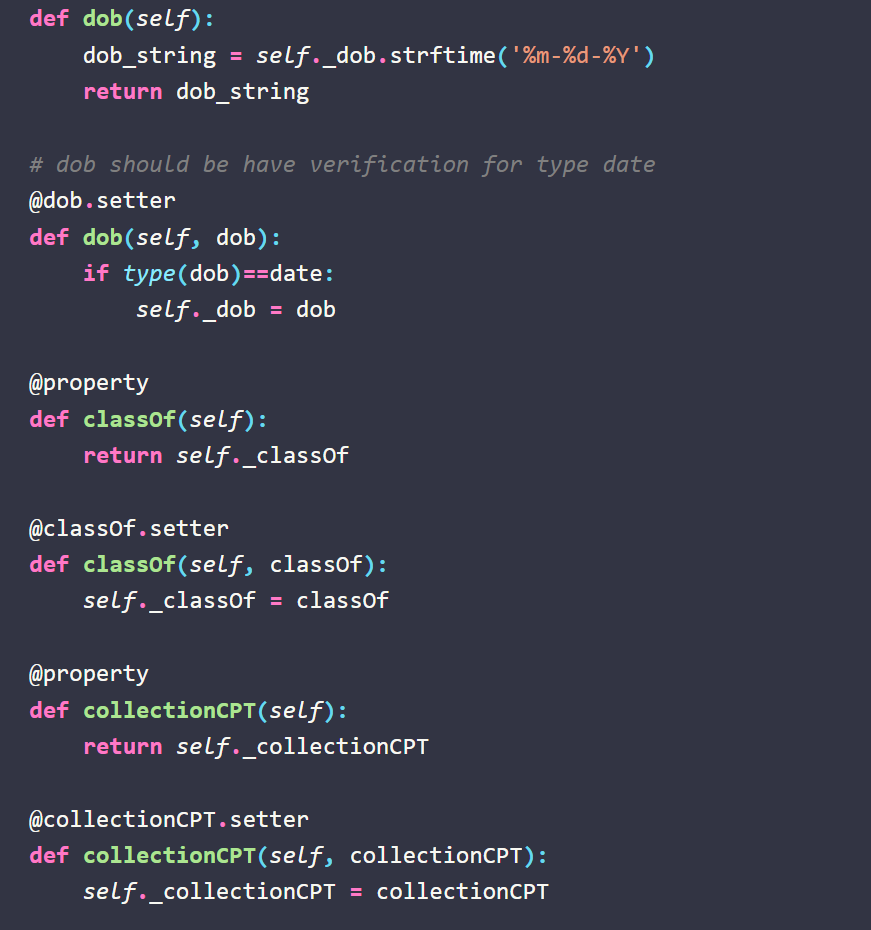 def dob(self):
    dob_string = self._dob.strftime('%m-%d-%Y')
    return dob_string

# dob should be have verification for type date
@dob.setter
def dob(self, dob):
    if type(dob)==date:
        self._dob = dob

@property
def classOf(self):
    return self._classOf

@classOf.setter
def classOf(self, classOf):
    self._classOf = classOf

@property
def collectionCPT(self):
    return self._collectionCPT

@collectionCPT.setter
def collectionCPT(self, collectionCPT):
    self._collectionCPT = collectionCPT